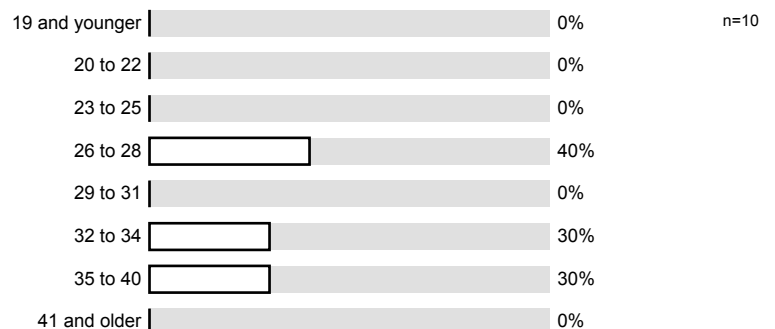 19 and younger 0% n=10
20 to 22 0%
23 to 25 0%
26 to 28 40%
29 to 31 0%
32 to 34 30%
35 to 40 30%
41 and older 0%